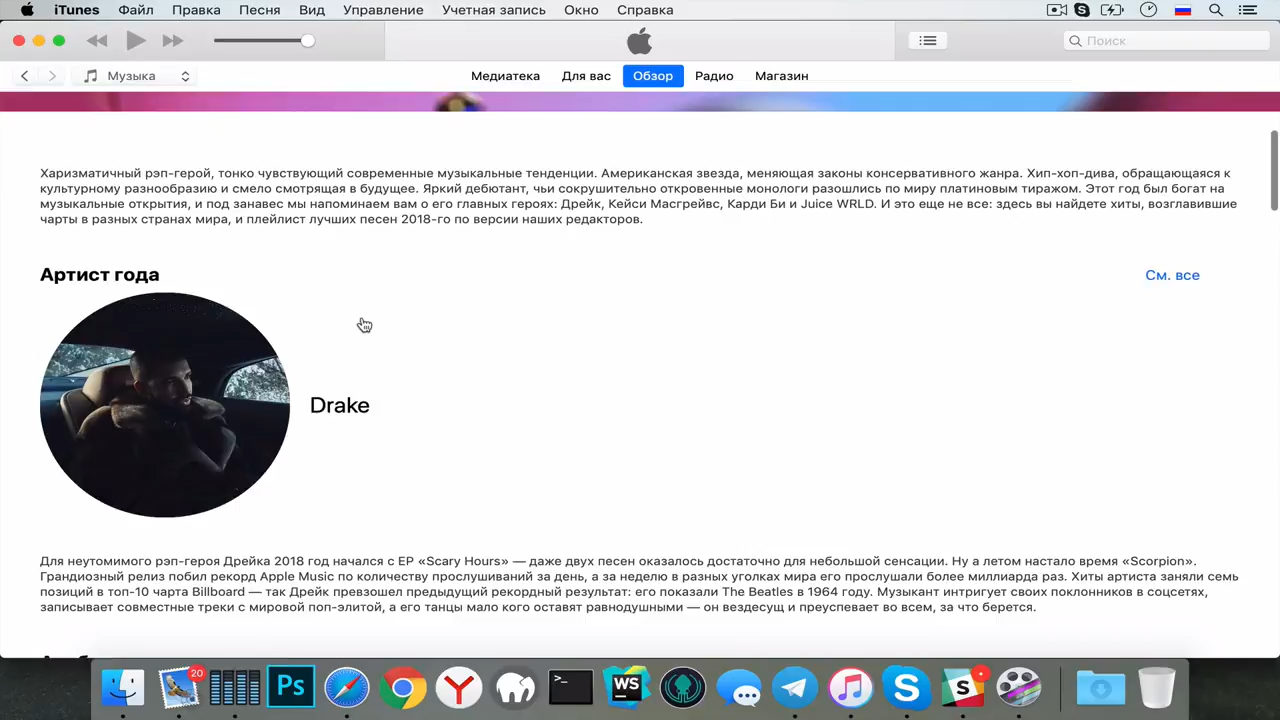 iTunes Файл Правка Песня Вид Управление Учетная запись Окно Справка
Поиск
Музыка
Медиатека Для вас Обзор Радио Магазин
Харизматичный рэп-герой, тонко чувствующий современные музыкальные тенденции. Американская звезда, меняющая законы консервативного жанра. Хип-хоп-дива, обращающаяся к
культурному разнообразию и смело смотрящая в будущее. Яркий дебютант, чьи сокрушительно откровенные монологи разошлись по миру платиновым тиражом. Этот год был богат на
музыкальные открытия, и под занавес мы напоминаем вам о его главных героях: Дрейк, Кейси Масгрейвс, Карди Би и Juice WRLD. И это еще не все: здесь вы найдете хиты, возглавившие
чарты в разных странах мира, и плейлист лучших песен 2018-го по версии наших редакторов.
Артист года
См. все
Drake
Для неутомимого рэп-героя Дрейка 2018 год начался с EP «Scary Hours» — даже двух песен оказалось достаточно для небольшой сенсации. Ну а летом настало время «Scorpion».
Грандиозный релиз побил рекорд Apple Music по количеству прослушиваний за день, а за неделю в разных уголках мира его прослушали более миллиарда раз. Хиты артиста заняли семь
позиций в топ-10 чарта Billboard — так Дрейк превзошел предыдущий рекордный результат: его показали The Beatles в 1964 году. Музыкант интригует своих поклонников в соцсетях,
записывает совместные треки с мировой поп-элитой, а его танцы мало кого оставят равнодушными — он вездесущ и преуспевает во всем, за что берется.
20
Ps
WS